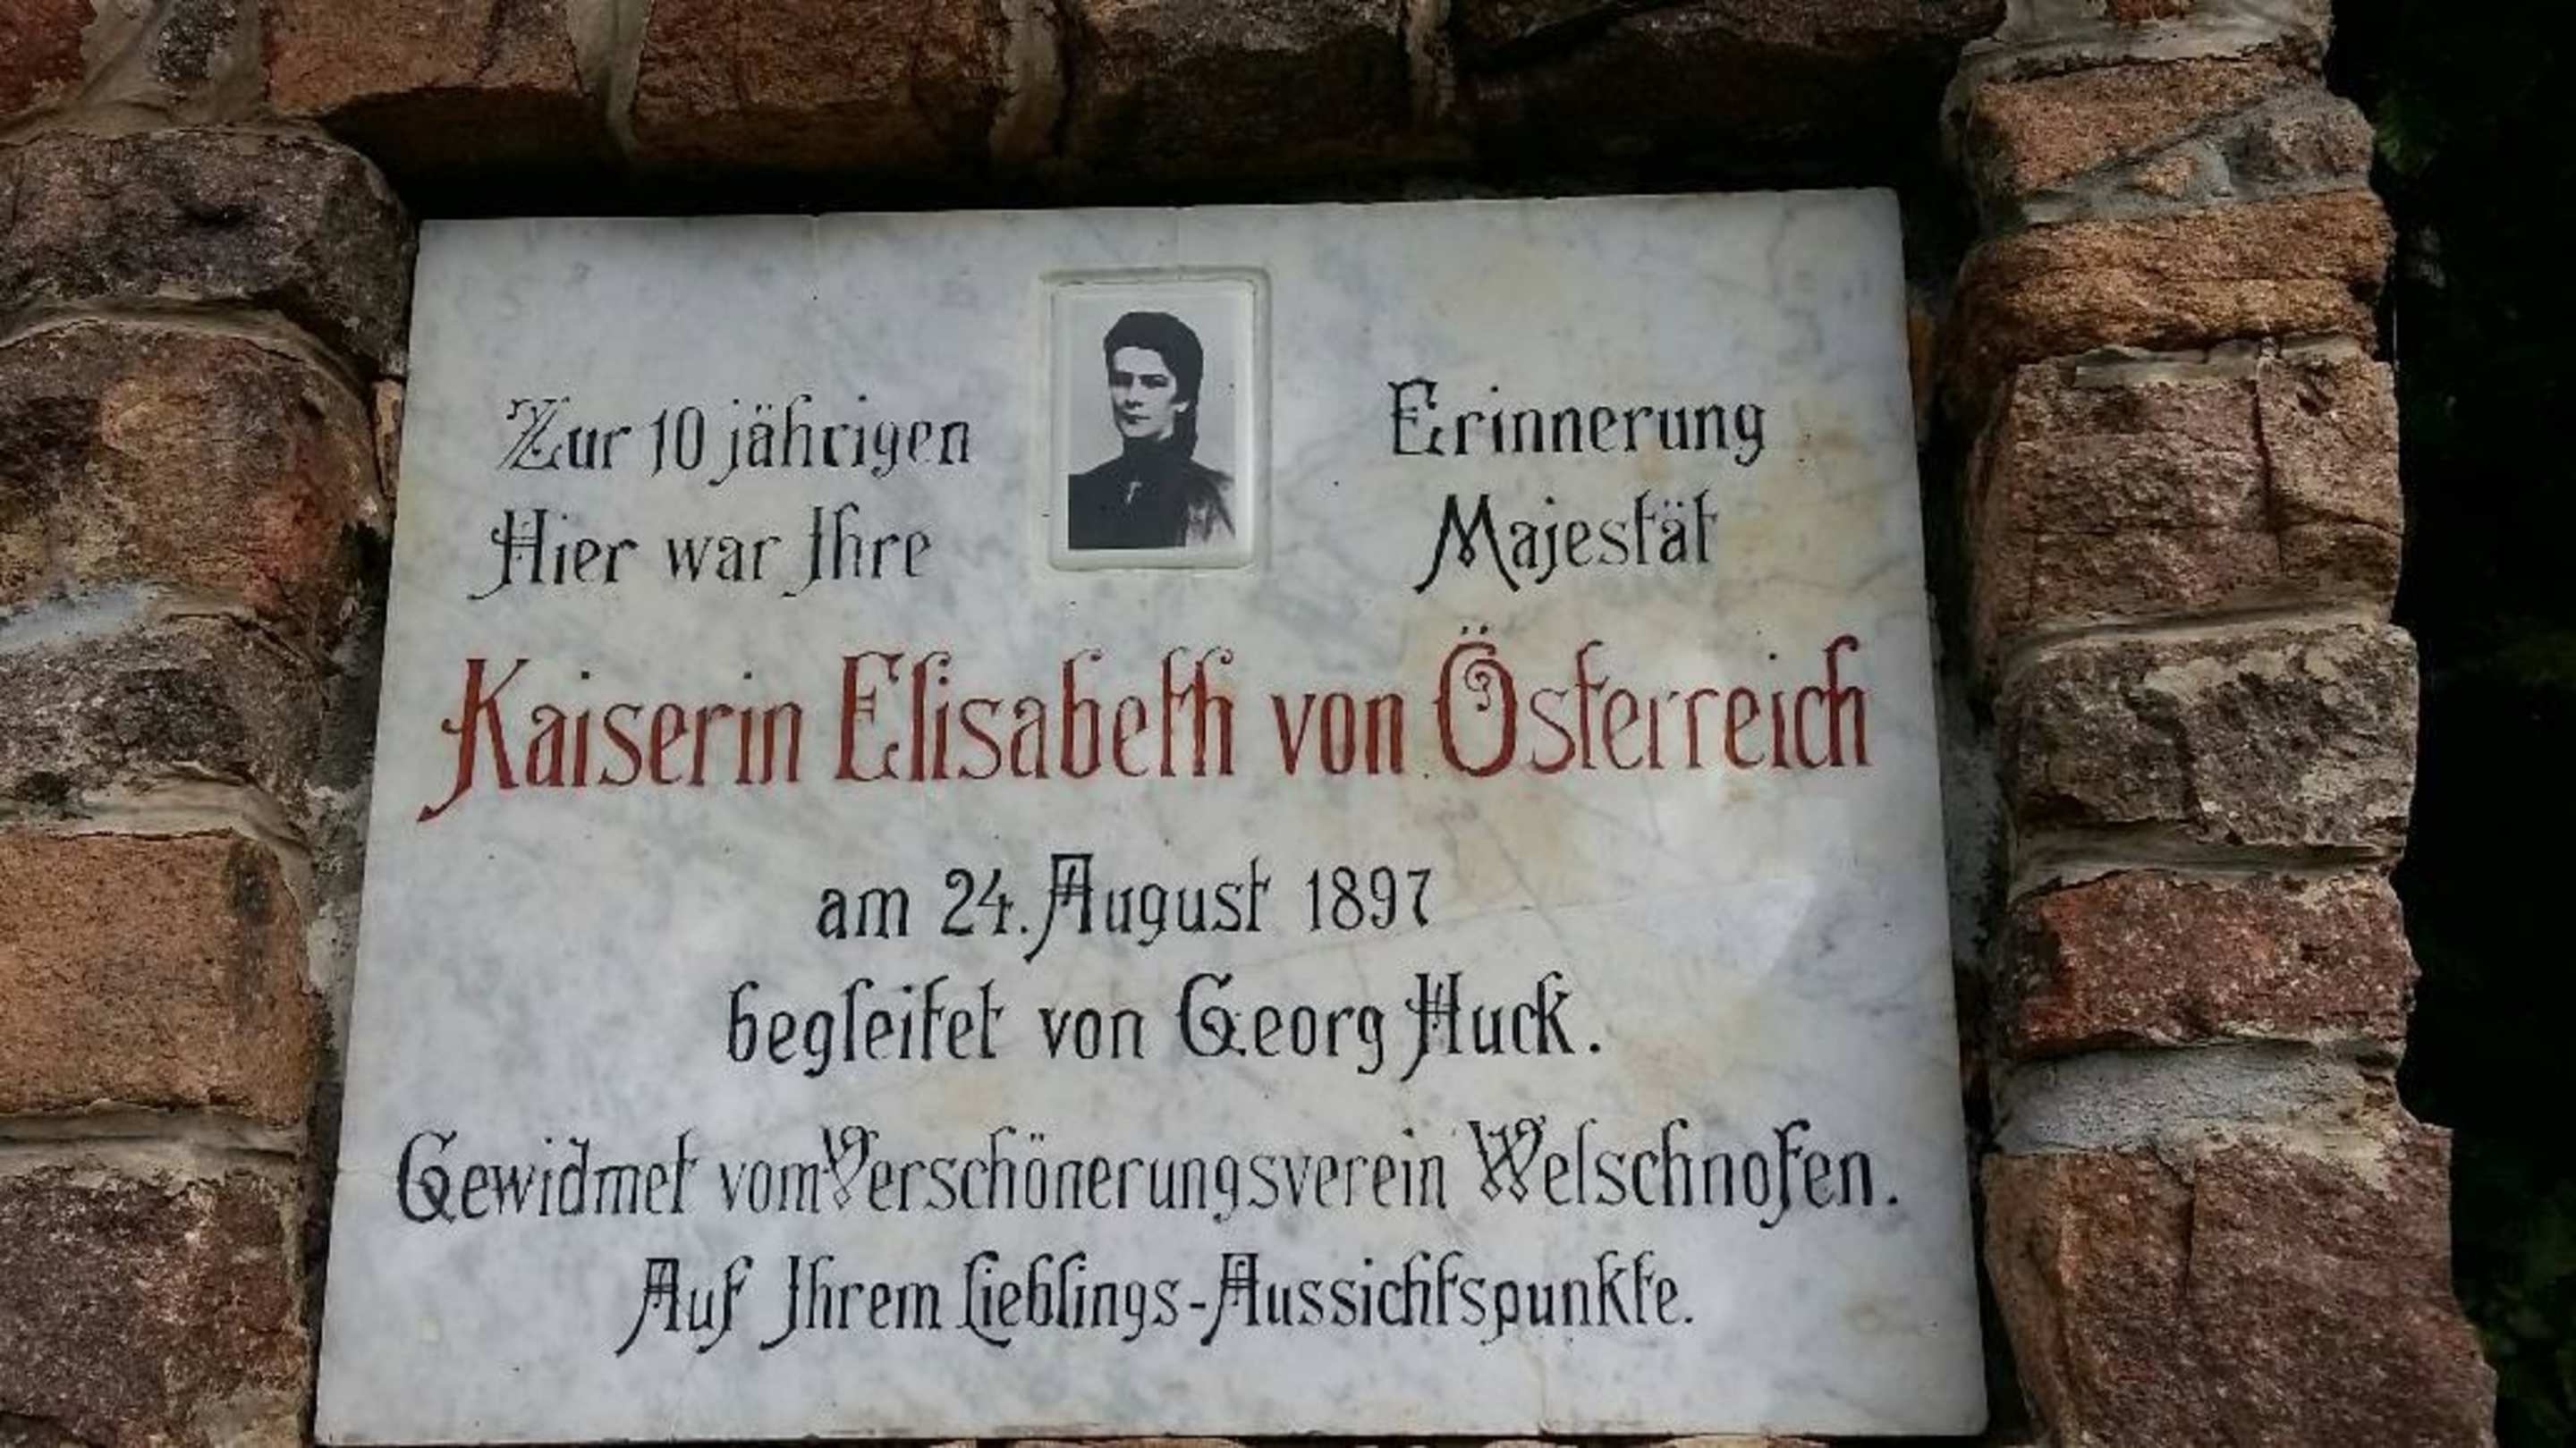 Zur 10 jährigen Erinnerung
Hier war Ihre Majestät
Kaiserin Elisabeth von Österreich
am 24. August 1897
begleitet von Georg Huck.
Gewidmet vom Verschönerungsverein Welschnofen.
Auf Ihrem Lieblings-Aussichtspunkte.